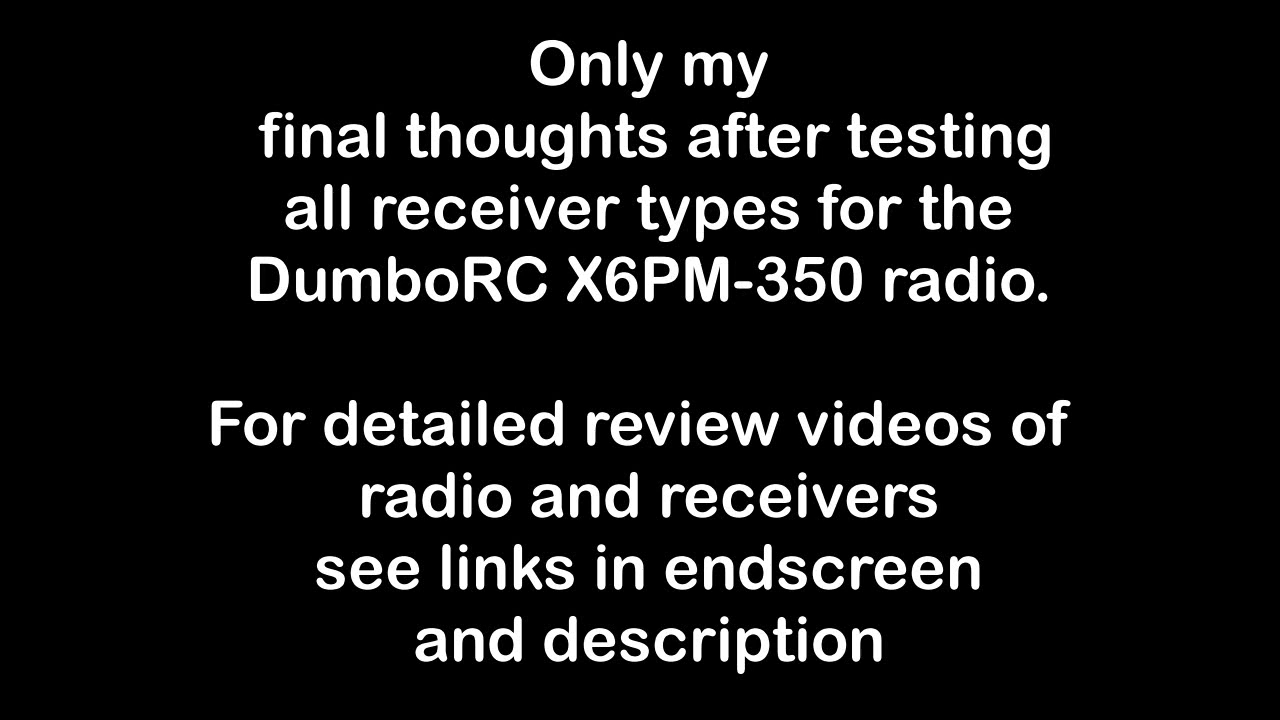 Only my
final thoughts after testing
all receiver types for the
DumboRC X6PM-350 radio.
For detailed review videos of
radio and receivers
see links in endscreen
and description